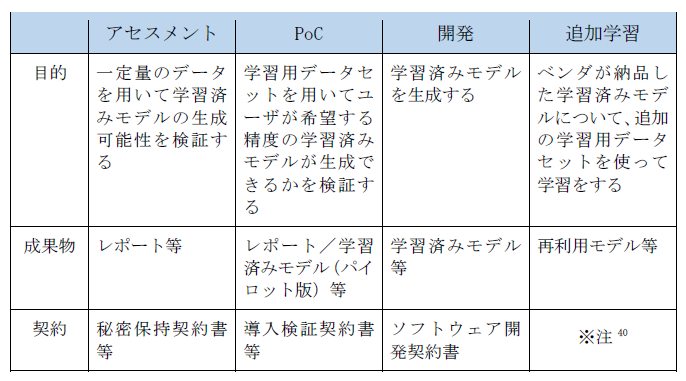 アセスメント PoC 開発 追加学習
目的
一定量のデータ
を用いて学習済
みモデルの生成
可能性を検証す
る
学習用データセ
ットを用いてユ
ーザが希望する
精度の学習済み
モデルが生成で
きるかを検証す
る
学習済みモデル
を生成する
ベンダが納品し
た学習済みモデ
ルについて、追加
の学習用データ
セットを使って
学習をする
成果物
レポート等
レポート／学習
済みモデル（パイ
ロット版）等
学習済みモデル
等
再利用モデル等
契約
秘密保持契約書
等
導入検証契約書
等
ソフトウェア開
発契約書
※注 40